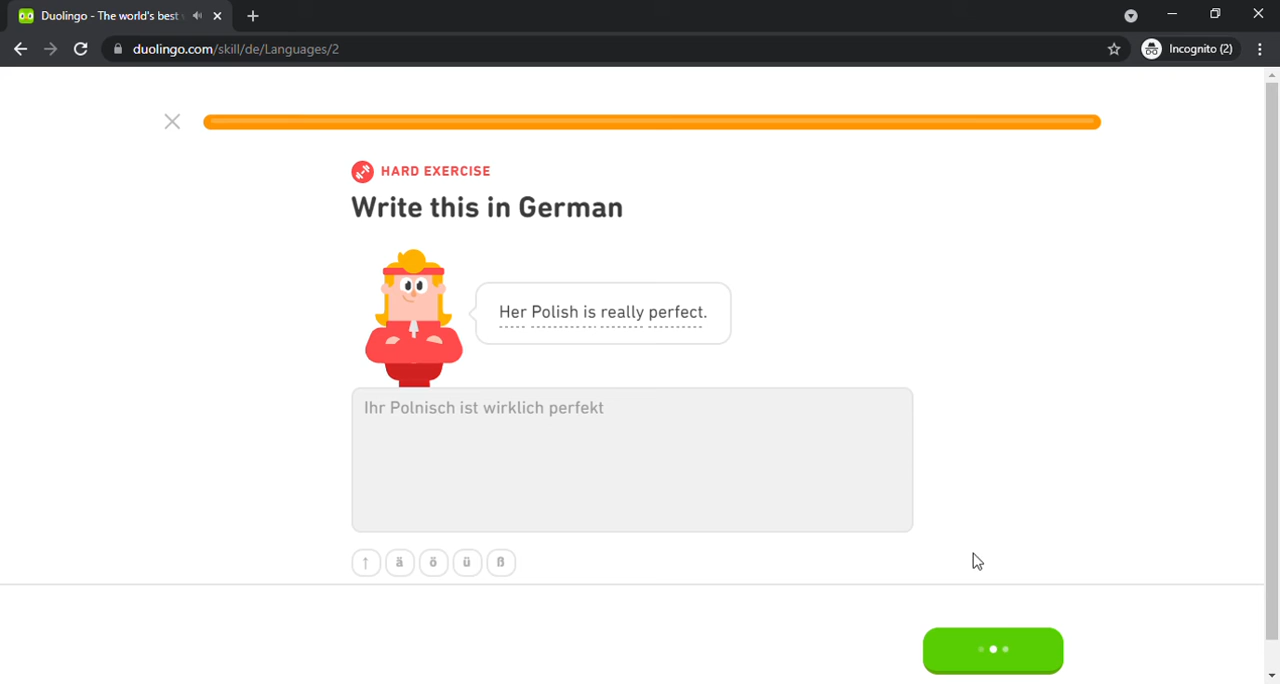 Duolingo - The world's best
duolingo.com/skill/de/Languages/2
Incognito (2)
HARD EXERCISE
Write this in German
Her Polish is really perfect.
Ihr Polnisch ist wirklich perfekt
↑ ä ö ü ß